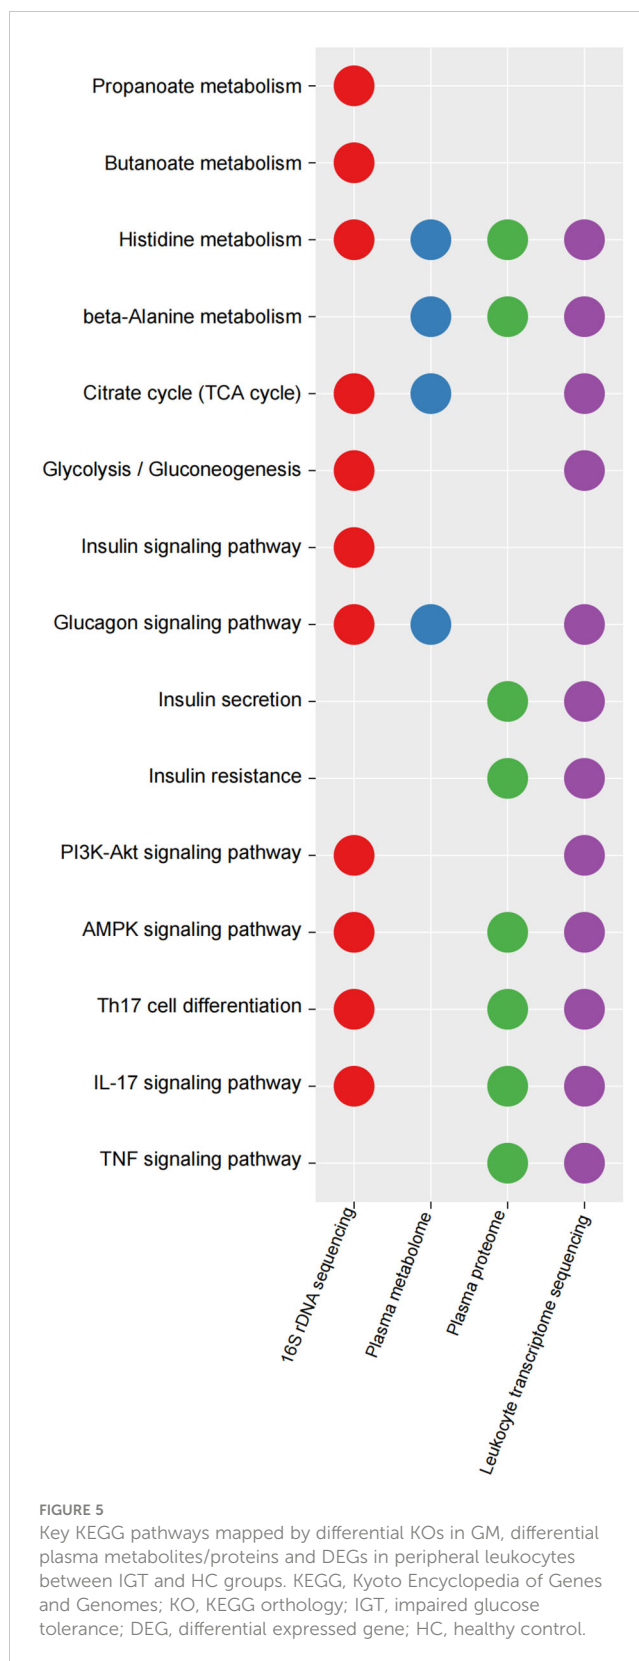 Propanoate metabolism
Butanoate metabolism
Histidine metabolism
beta-Alanine metabolism
Citrate cycle (TCA cycle)
Glycolysis / Gluconeogenesis
Insulin signaling pathway
Glucagon signaling pathway
Insulin secretion
Insulin resistance
PI3K-Akt signaling pathway
AMPK signaling pathway
Th17 cell differentiation
IL-17 signaling pathway
TNF signaling pathway
16S rDNA sequencing
Plasma metabolome
Plasma proteome
Leukocyte transcriptome sequencing
FIGURE 5
Key KEGG pathways mapped by differential KOs in GM, differential
plasma metabolites/proteins and DEGs in peripheral leukocytes
between IGT and HC groups. KEGG, Kyoto Encyclopedia of Genes
and Genomes; KO, KEGG orthology; IGT, impaired glucose
tolerance; DEG, differential expressed gene; HC, healthy control.